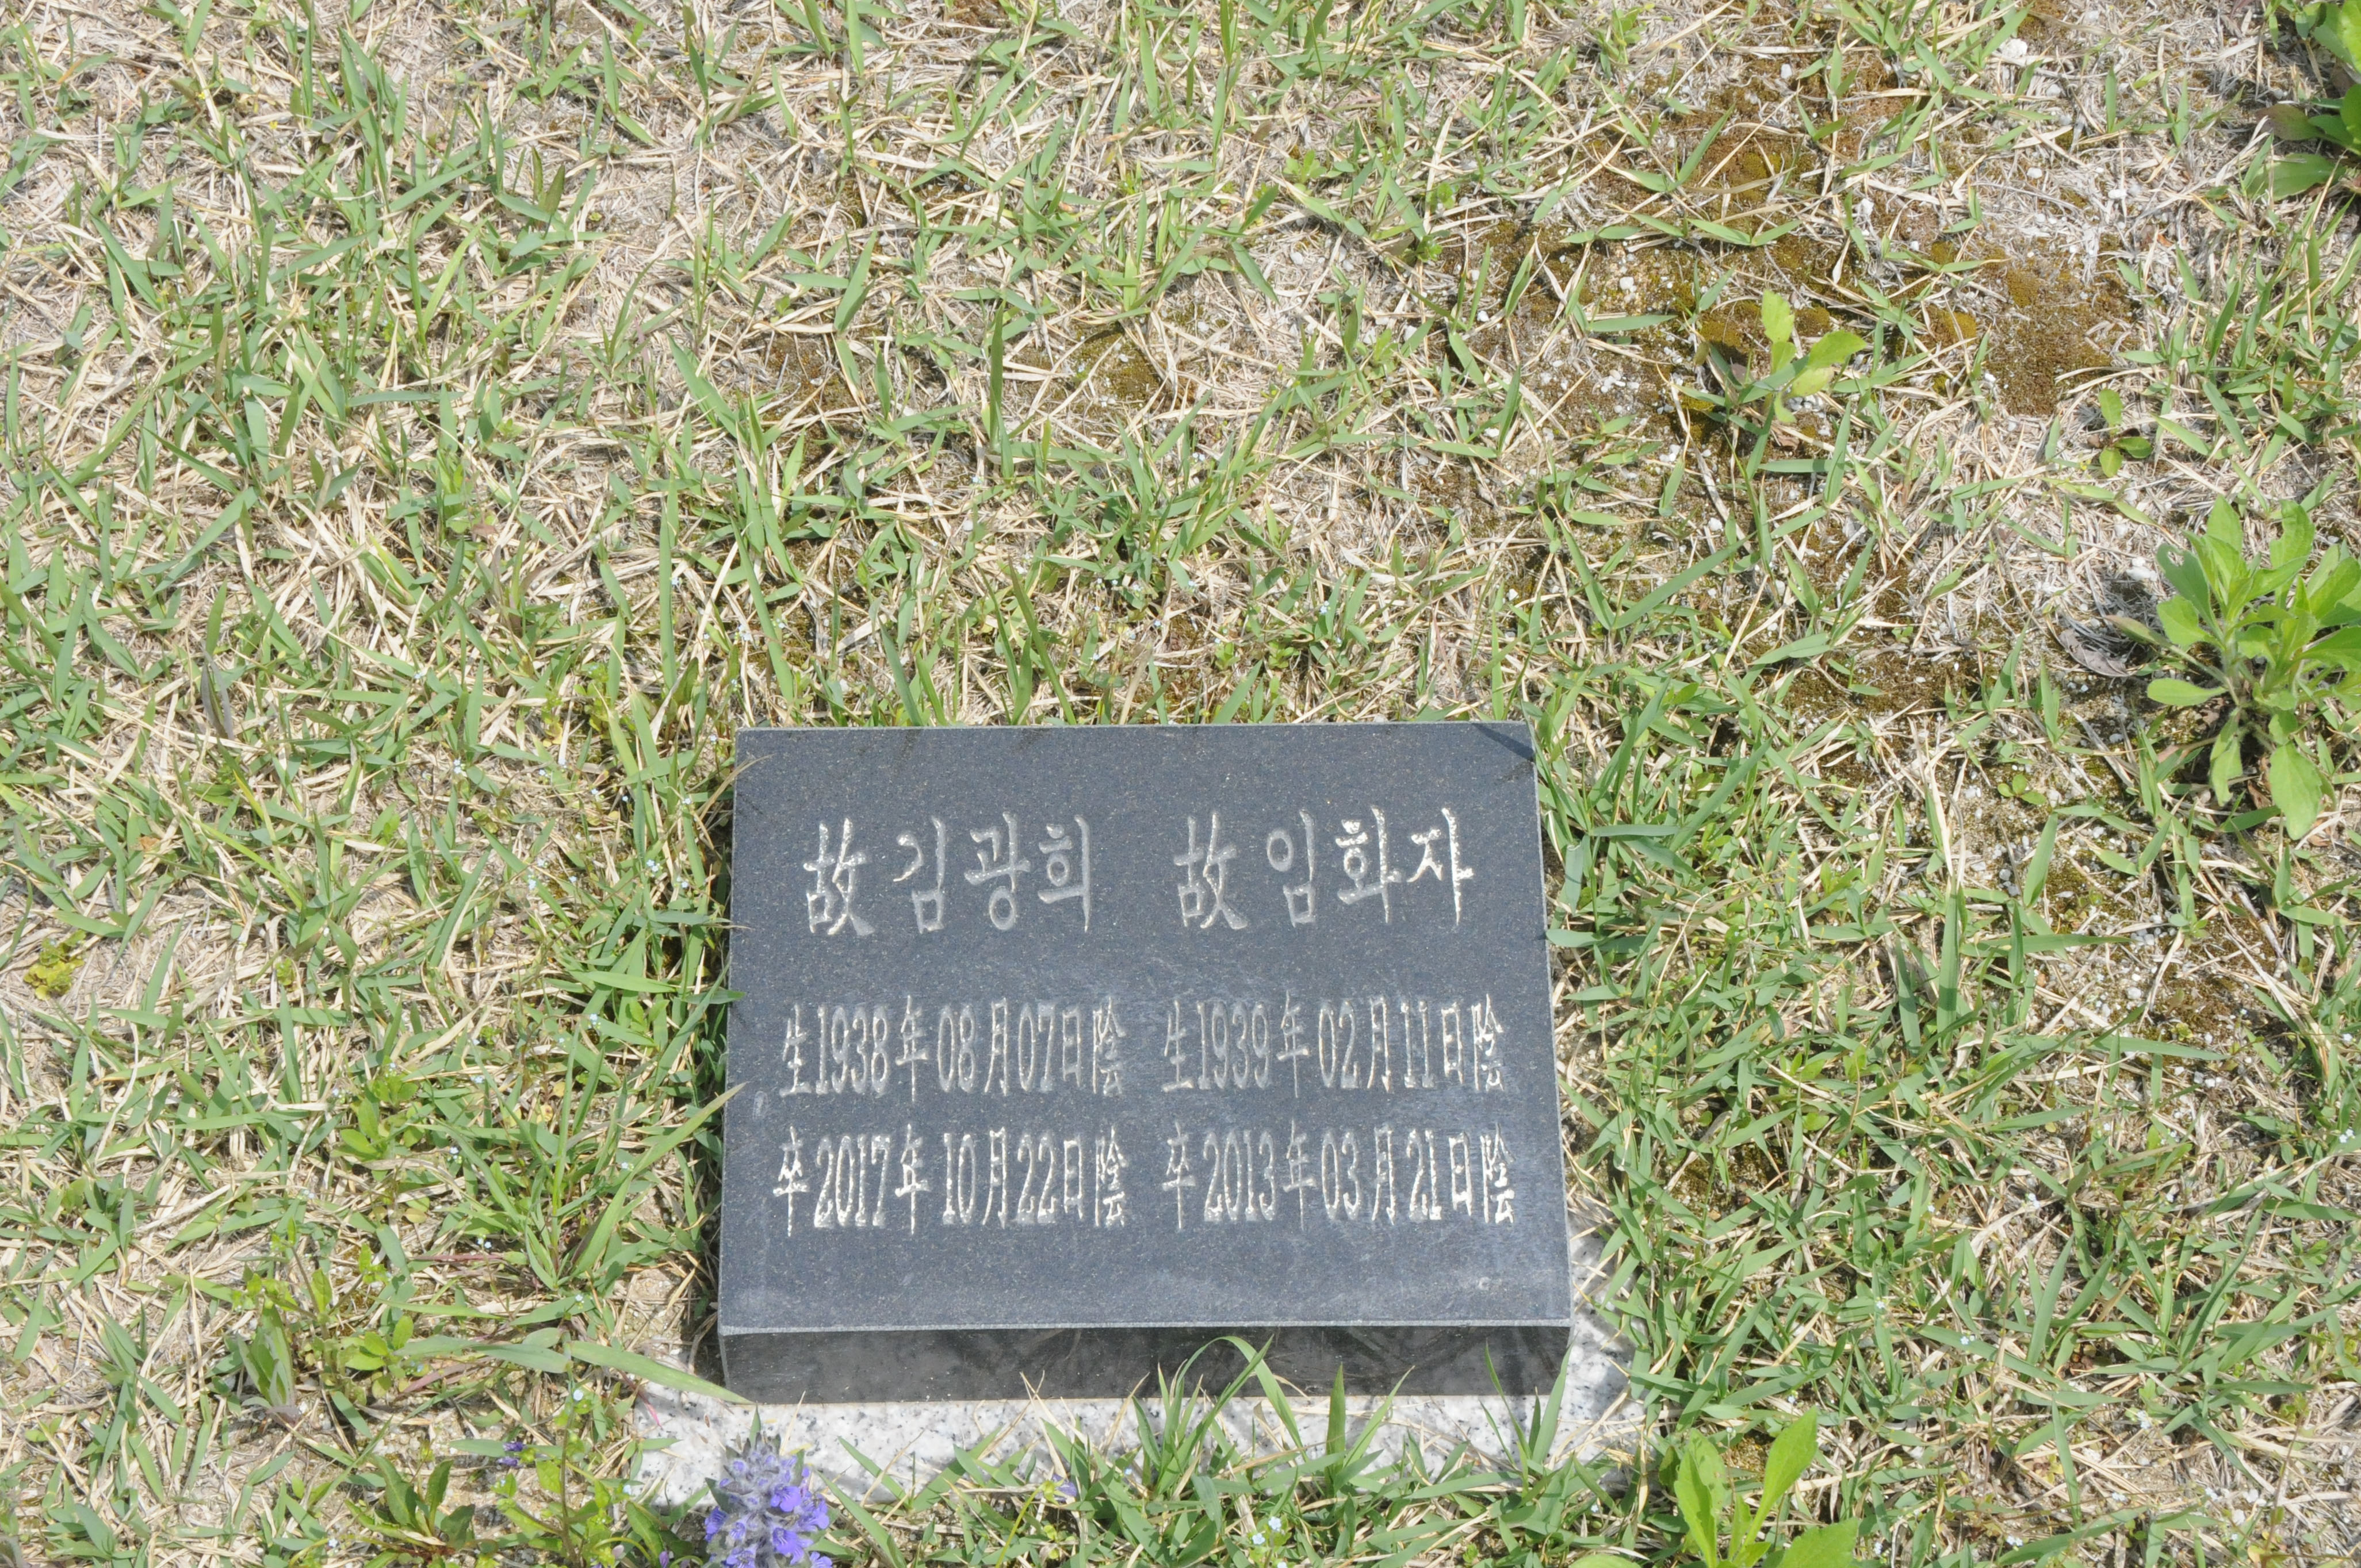 故 김광희 故 임화자
生1938年08月07日陰 生1939年02月11日陰
卒2017年10月22日陰 卒2013年03月21日陰